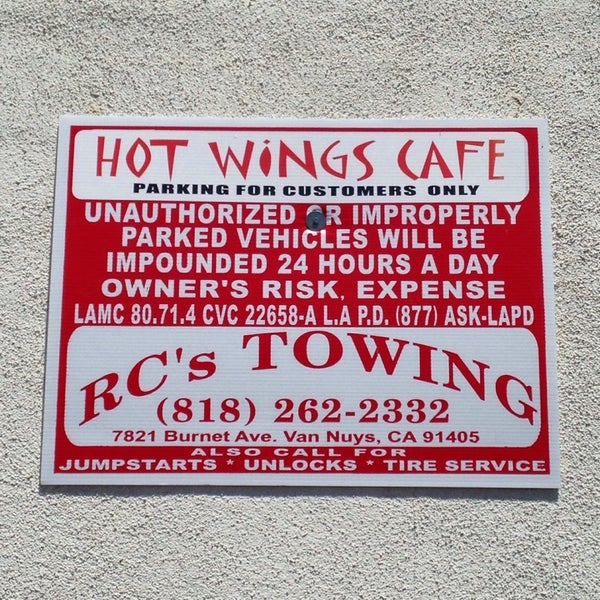 HOT WiNGS CAFE
PARKING FOR CUSTOMERS ONLY
UNAUTHORIZED OR IMPROPERLY
PARKED VEHICLES WILL BE
IMPOUNDED 24 HOURS A DAY
OWNER'S RISK, EXPENSE
LAMC 80.71.4 CVC 22658-A L.A P.D. (877) ASK-LAPD
RC's TOWING
(818) 262-2332
7821 Burnet Ave. Van Nuys, CA 91405
ALSO CALL FOR
JUMPSTARTS * UNLOCKS * TIRE SERVICE